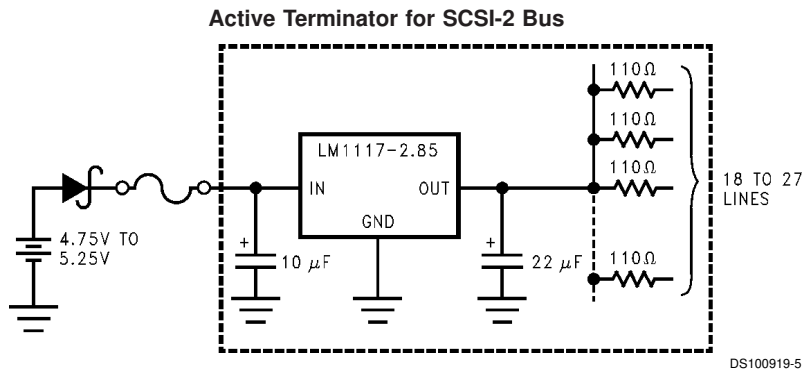 Active Terminator for SCSI-2 Bus
110Ω
110Ω
LM1117-2.85
110Ω
IN
OUT
18 TO 27
LINES
GND
4.75V TO
5.25V
+
10 μF
+
22 μF
110Ω
DS100919-5